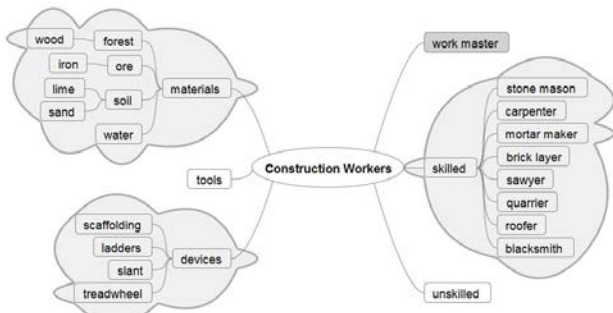 wood
forest
iron
ore
lime
soil
sand
water
materials
tools
scaffolding
ladders
slant
treadwheel
devices
Construction Workers
work master
skilled
stone mason
carpenter
mortar maker
brick layer
sawyer
quarrier
roofer
blacksmith
unskilled